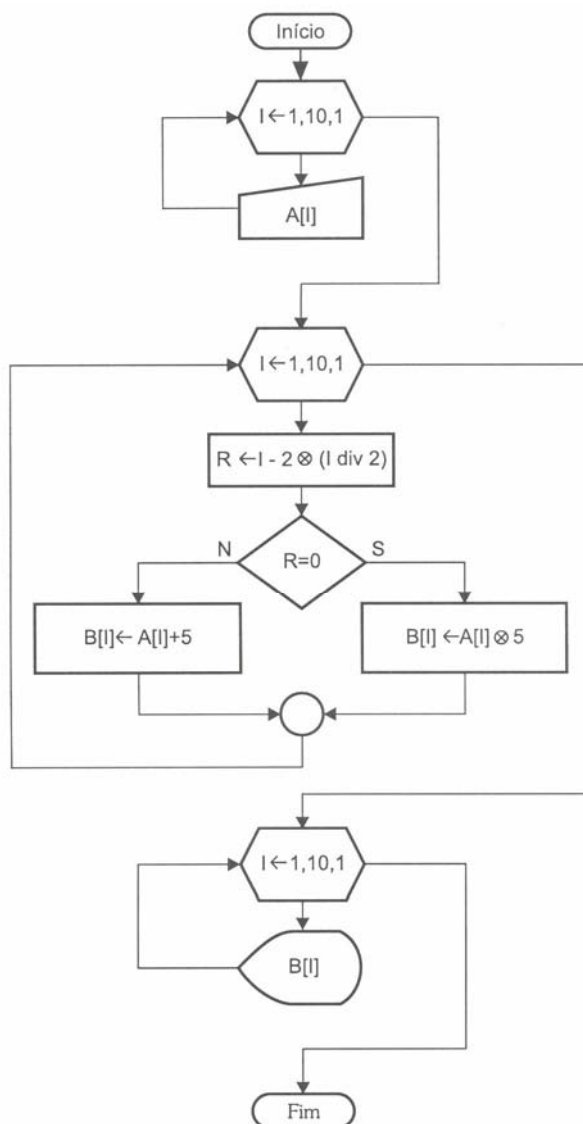 Início
I ← 1,10,1
A[I]
I ← 1,10,1
R ← I - 2 ⊗ (I div 2)
N
R=0
S
B[I] ← A[I]+5
B[I] ← A[I] ⊗ 5
I ← 1,10,1
B[I]
Fim